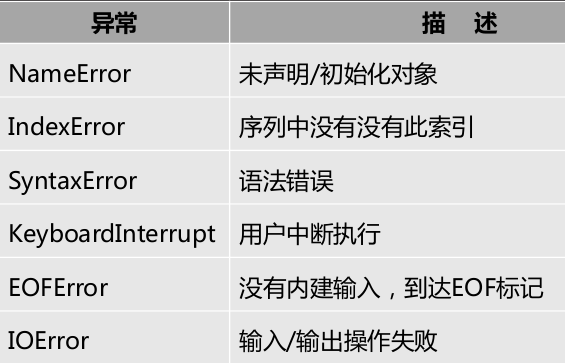 异常 描 述
NameError 未声明/初始化对象
IndexError 序列中没有没有此索引
SyntaxError 语法错误
KeyboardInterrupt 用户中断执行
EOFError 没有内建输入，到达EOF标记
IOError 输入/输出操作失败